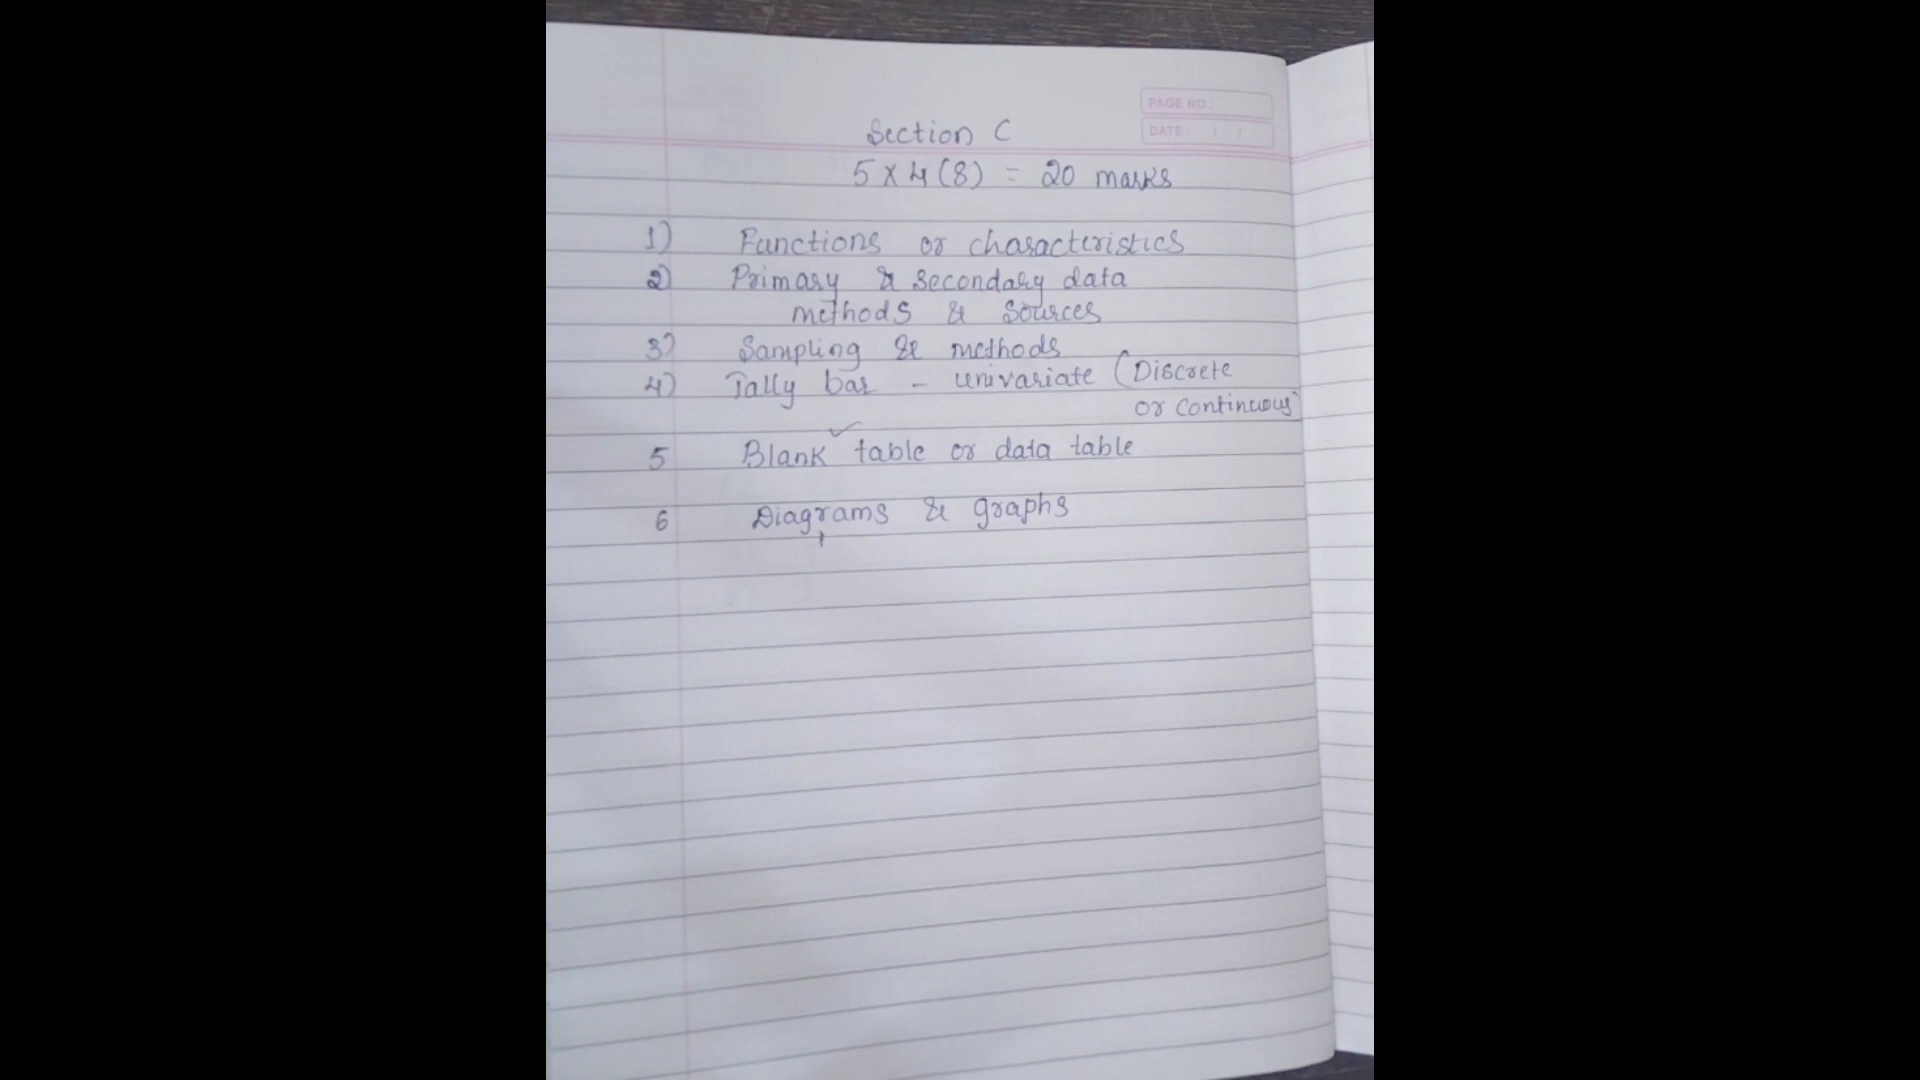 PAGE NO.
DATE / /
Section C
5 x 4 (8) = 20 marks
1) Functions or characteristics
2) Primary & secondary data
methods & Sources
3) Sampling & methods
4) Tally bar - univariate (Discrete
or continuous)
5 Blank table or data table
6 Diagrams & graphs